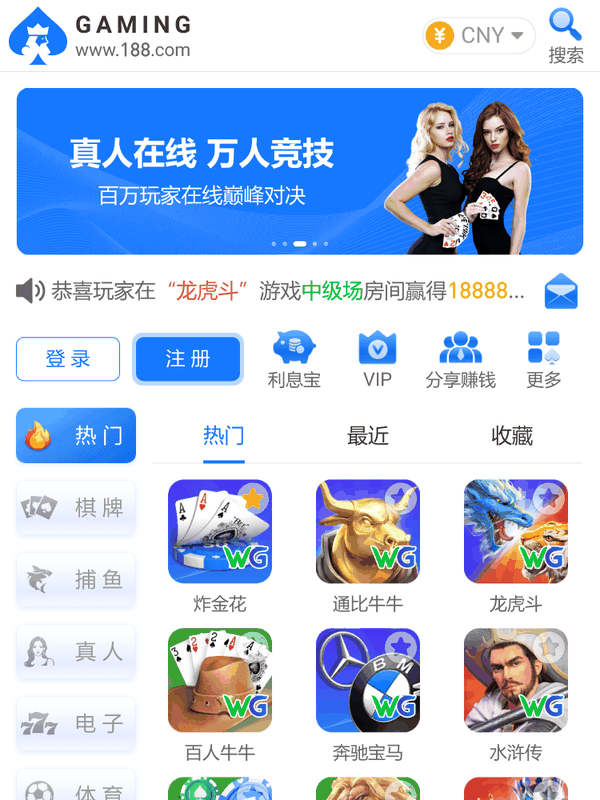 GAMING
www.188.com
¥ CNY
搜索
真人在线 万人竞技
百万玩家在线巅峰对决
恭喜玩家在“龙虎斗”游戏中级场房间赢得18888...
登录
注册
利息宝
VIP
分享赚钱
更多
热门
热门
最近
收藏
棋牌
捕鱼
真人
电子
体育
WG
WG
WG
炸金花
通比牛牛
龙虎斗
WG
BM
WG
WG
百人牛牛
奔驰宝马
水浒传